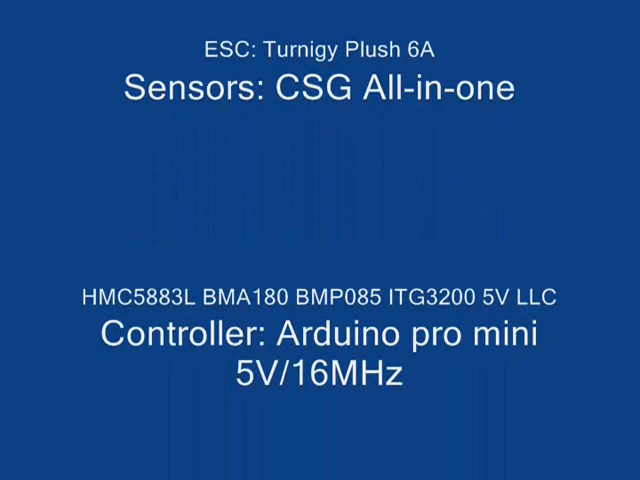 ESC: Turnigy Plush 6A
Sensors: CSG All-in-one
HMC5883L BMA180 BMP085 ITG3200 5V LLC
Controller: Arduino pro mini
5V/16MHz